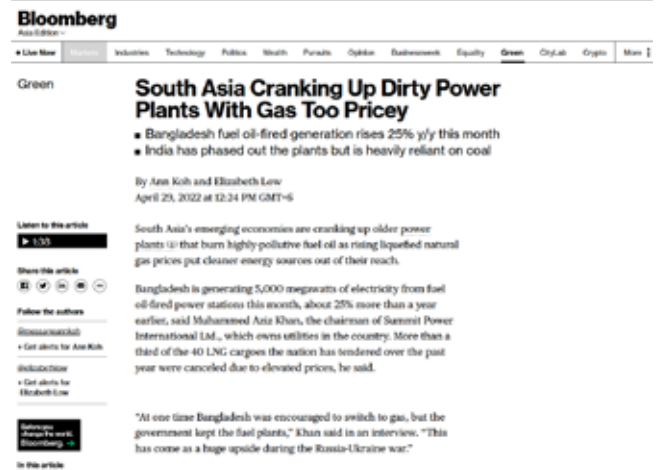 Bloomberg
Asia Edition
Live Now Markets Industries Technology Politics Wealth Pursuits Opinion Businessweek Equality Green CityLab Crypto More
Green
South Asia Cranking Up Dirty Power
Plants With Gas Too Pricey
Bangladesh fuel oil-fired generation rises 25% y/y this month
India has phased out the plants but is heavily reliant on coal
By Ann Koh and Elizabeth Low
April 29, 2022 at 12:24 PM GMT+6
Listen to this article
1:38
Share this article
Follow the authors
+ Get alerts for Ann Koh
@elizabethlow
+ Get alerts for
Elizabeth Low
Before you
change the world.
Bloomberg
In this article
South Asia's emerging economies are cranking up older power
plants that burn highly-pollutive fuel oil as rising liquefied natural
gas prices put cleaner energy sources out of their reach.
Bangladesh is generating 5,000 megawatts of electricity from fuel
oil-fired power stations this month, about 25% more than a year
earlier, said Muhammed Aziz Khan, the chairman of Summit Power
International Ltd., which owns utilities in the country. More than a
third of the 40 LNG cargoes the nation has tendered over the past
year were canceled due to elevated prices, he said.
"At one time Bangladesh was encouraged to switch to gas, but the
government kept the fuel plants," Khan said in an interview. "This
has come as a huge upside during the Russia-Ukraine war."